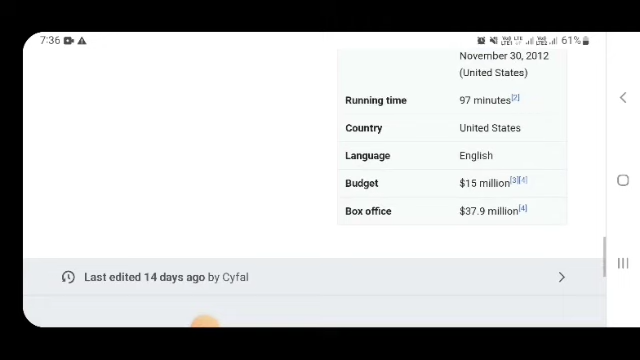 7:36 61%
November 30, 2012
(United States)
Running time 97 minutes[2]
Country United States
Language English
Budget $15 million[3][4]
Box office $37.9 million[4]
Last edited 14 days ago by Cyfal